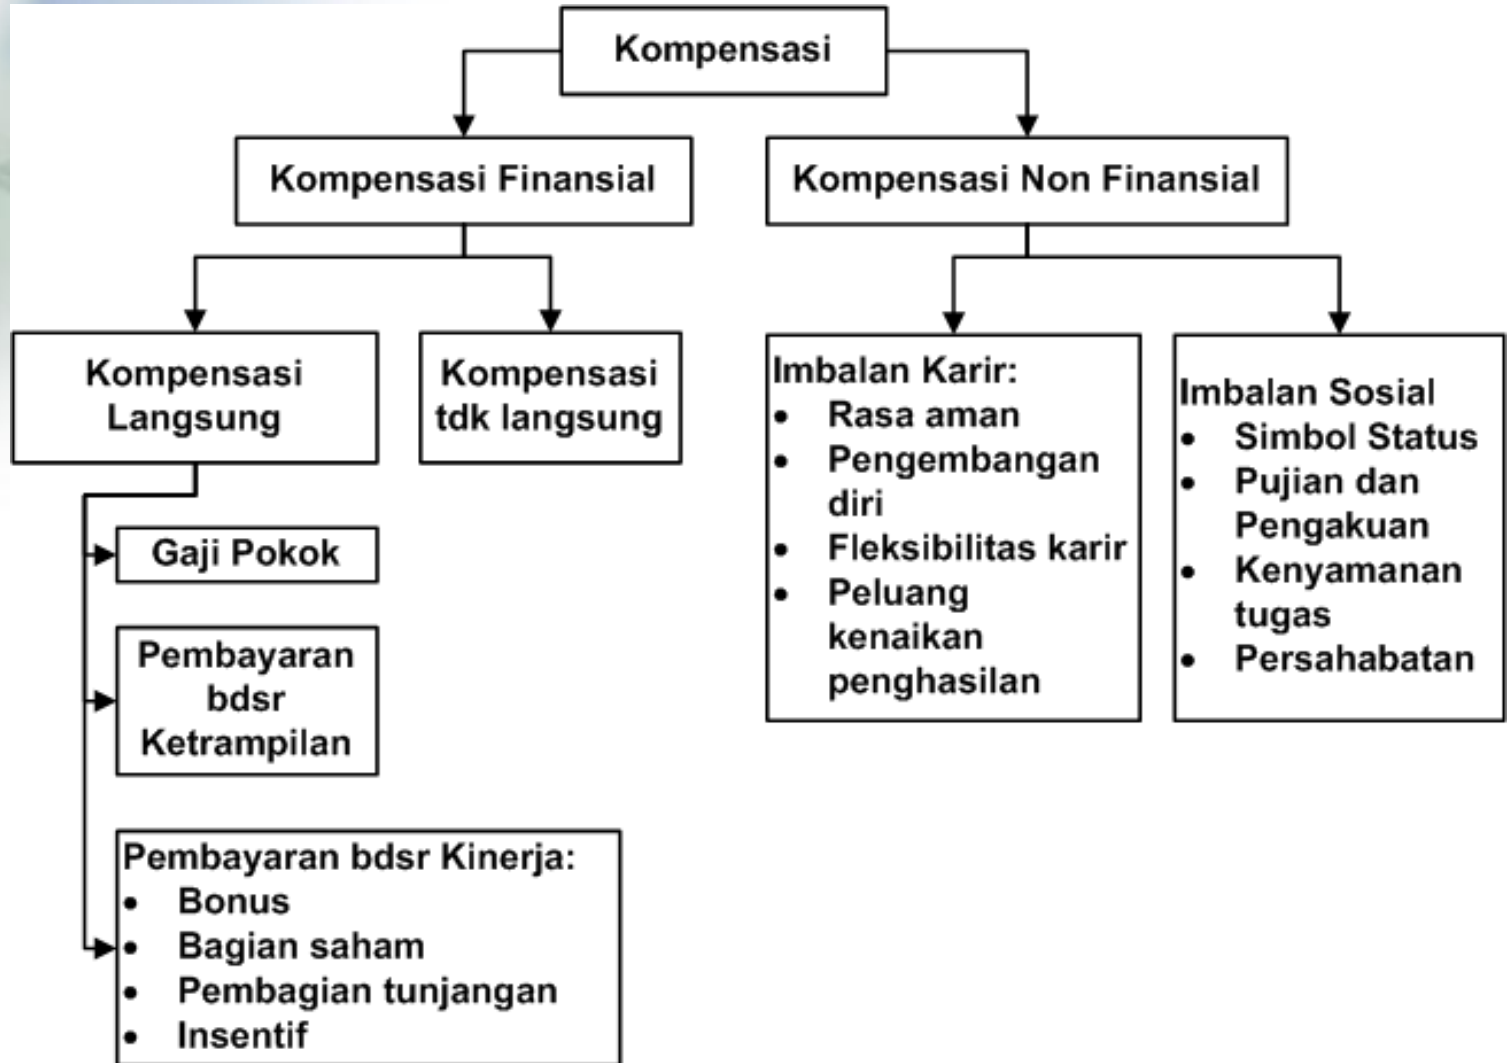 Kompensasi
Kompensasi Finansial
Kompensasi Non Finansial
Kompensasi
Langsung
Kompensasi
tdk langsung
Gaji Pokok
Pembayaran
bdsr
Ketrampilan
Pembayaran bdsr Kinerja:
• Bonus
• Bagian saham
• Pembagian tunjangan
• Insentif
Imbalan Karir:
• Rasa aman
• Pengembangan
diri
• Fleksibilitas karir
• Peluang
kenaikan
penghasilan
Imbalan Sosial
• Simbol Status
• Pujian dan
Pengakuan
• Kenyamanan
tugas
• Persahabatan